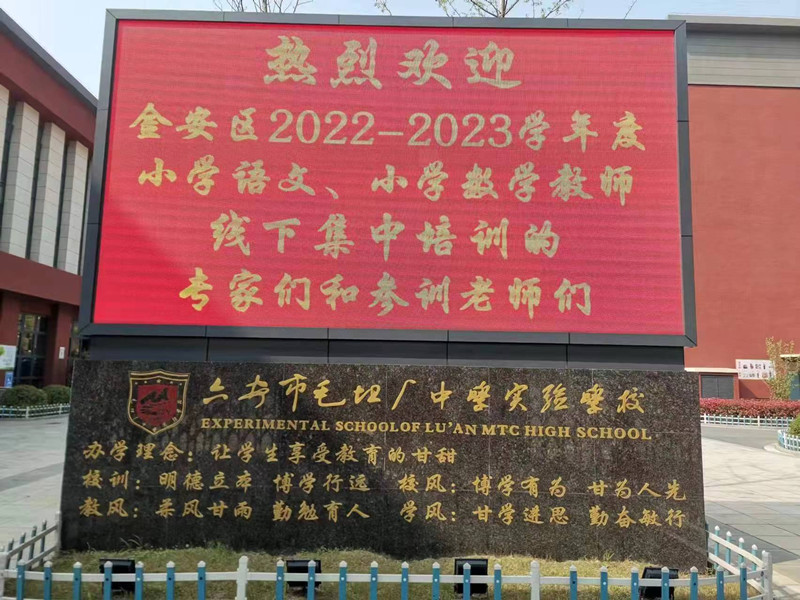 热烈欢迎
金安区2022-2023学年度
小学语文、小学数学教师
线下集中培训的
专家们和参训老师们
六安市毛坦厂中学实验学校
EXPERIMENTAL SCHOOLOF LU'AN MTC HIGH SCHOOL
办学理念：让学生享受教育的甘甜
校训：明德立本 博学行远 校风：博学有为 甘为人先
教风：柔风甘雨 勤勉育人 学风：甘学进思 勤奋敏行